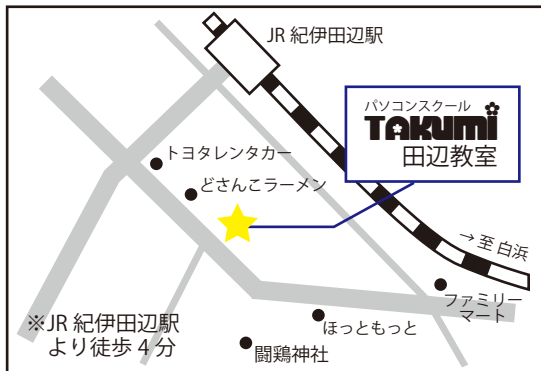 JR 紀伊田辺駅
パソコンスクール
TAKUMI
田辺教室
トヨタレンタカー
どさんこラーメン
→ 至 白浜
ファミリー
マート
ほっともっと
闘鶏神社
※JR 紀伊田辺駅
より徒歩 4 分